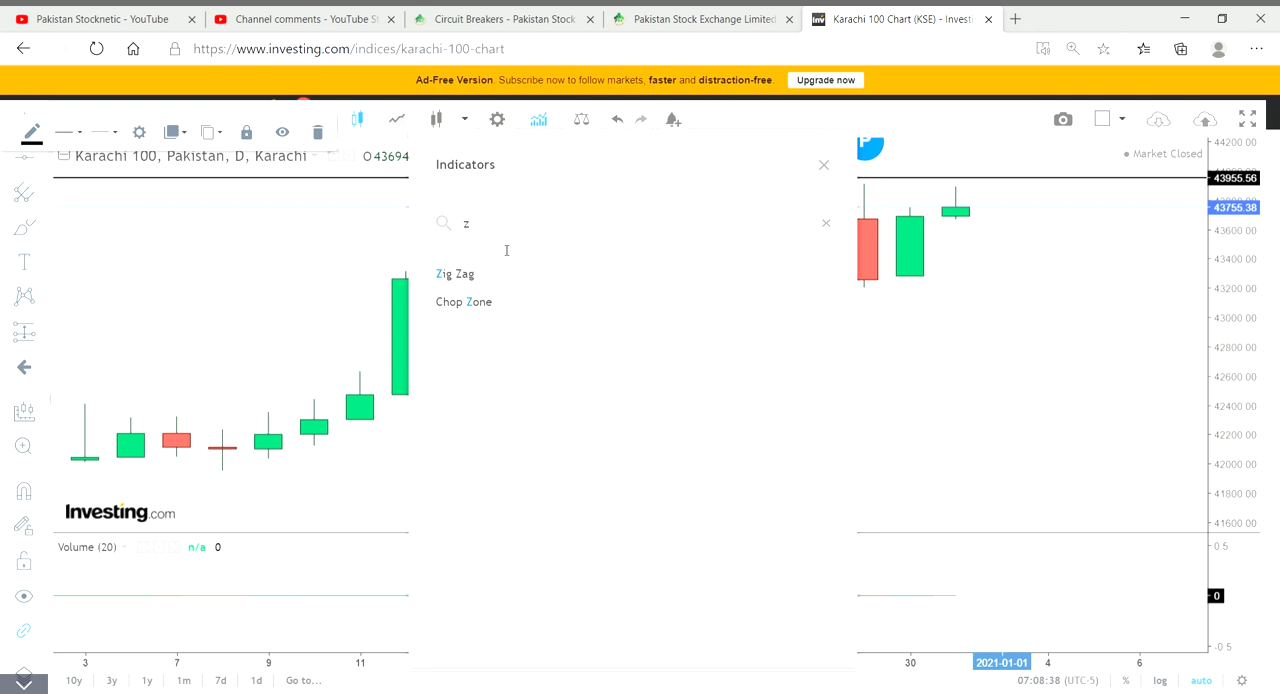 Pakistan Stocknetic - YouTube
Channel comments - YouTube St
Circuit Breakers - Pakistan Stock
Pakistan Stock Exchange Limited
Karachi 100 Chart (KSE) - Investi
https://www.investing.com/indices/karachi-100-chart
Ad-Free Version. Subscribe now to follow markets, faster and distraction-free. Upgrade now
Karachi 100, Pakistan, D, Karachi O43694
Indicators
z
Zig Zag
Chop Zone
P
Market Closed
44200 00
43955.56
43755.38
43600 00
43400 00
43200 00
43000 00
42800 00
42600 00
42400 00
42200 00
42000 00
41800 00
41600 00
Investing.com
Volume (20) n/a 0
0 5
0
-0 5
3 7 9 11 30 2021-01-01 4 6
10y 3y 1y 1m 7d 1d Go to... 07:08:38 (UTC-5) % log auto